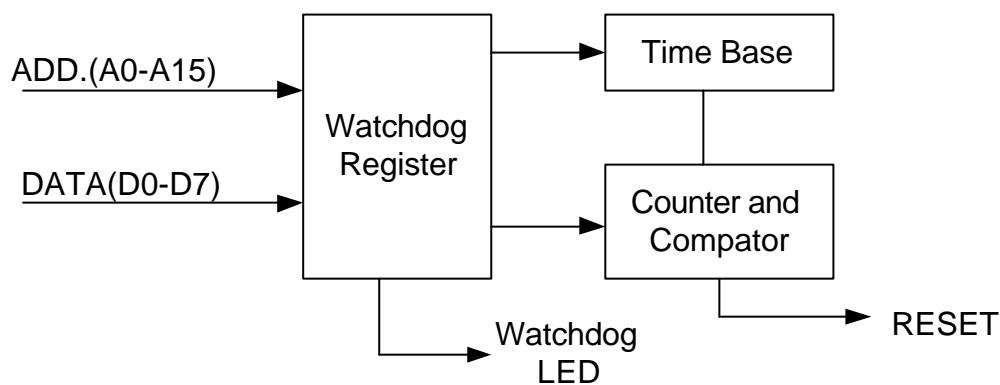 ADD.(A0-A15)
DATA(D0-D7)
Watchdog
Register
Time Base
Counter and
Compator
Watchdog
LED
RESET